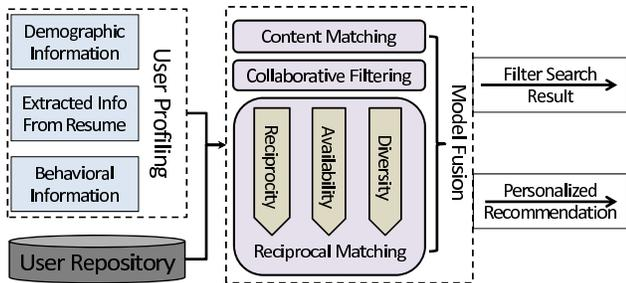 Demographic
Information
Extracted Info
From Resume
Behavioral
Information
User Profiling
User Repository
Content Matching
Collaborative Filtering
Reciprocity
Availability
Diversity
Reciprocal Matching
Model Fusion
Filter Search
Result
Personalized
Recommendation